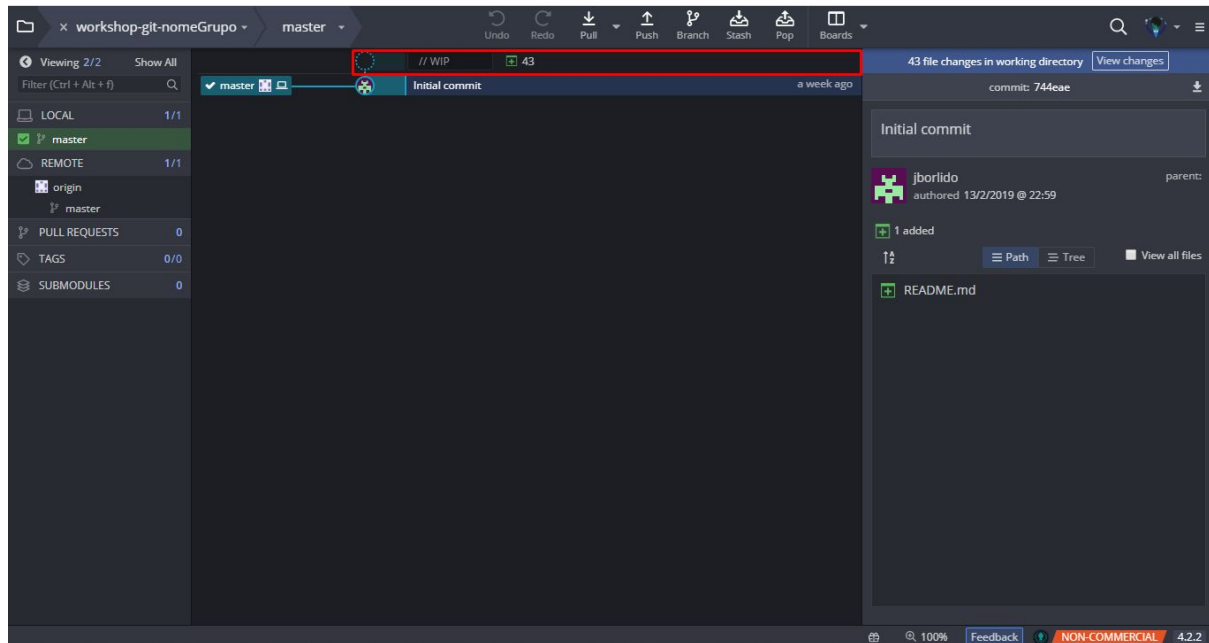 workshop-git-nomeGrupo
master
Undo
Redo
Pull
Push
Branch
Stash
Pop
Boards
Viewing 2/2 Show All
Filter (Ctrl + Alt + f)
LOCAL 1/1
master
REMOTE 1/1
origin
master
PULL REQUESTS 0
TAGS 0/0
SUBMODULES 0
// WIP 43
master Initial commit a week ago
43 file changes in working directory View changes
commit: 744eae
Initial commit
jborlido parent:
authored 13/2/2019 @ 22:59
1 added
Path Tree View all files
README.md
100% Feedback NON-COMMERCIAL 4.2.2